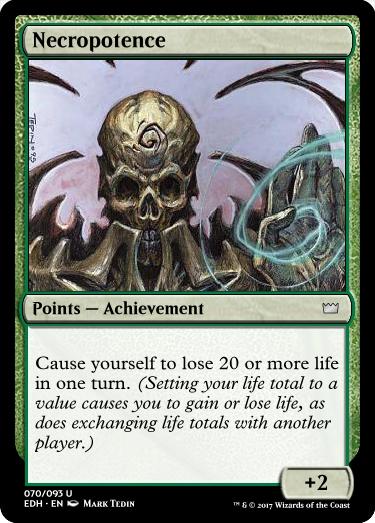 Necropotence
TEDIN ©95
Points — Achievement
Cause yourself to lose 20 or more life
in one turn. (Setting your life total to a
value causes you to gain or lose life, as
does exchanging life totals with another
player.)
+2
070/093 U
EDH • EN Mark Tedin
™ & © 2017 Wizards of the Coast